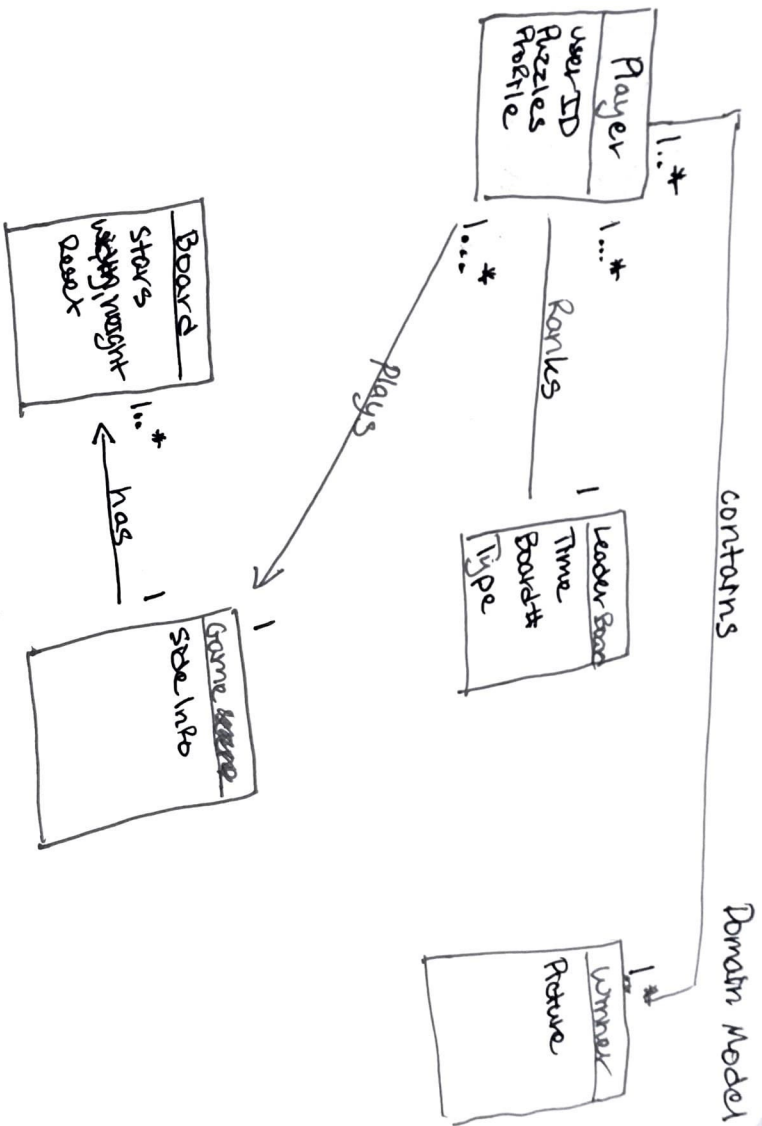 Domain Model
contains
1..*
1..*
Player
userID
Puzzles
Profile
1...*
Ranks
1
Leader Board
Time
Board#
Type
Winner
Picture
1....*
Plays
1
Game
side Info
1
has
1..*
Board
Stars
height
Reset